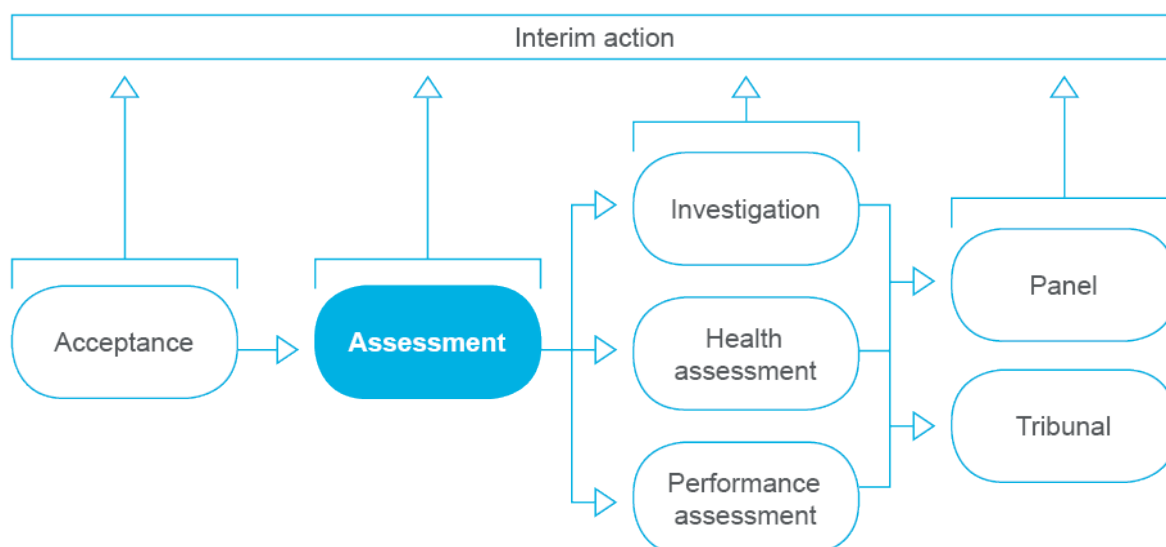 Interim action
Acceptance
Assessment
Investigation
Health
assessment
Performance
assessment
Panel
Tribunal